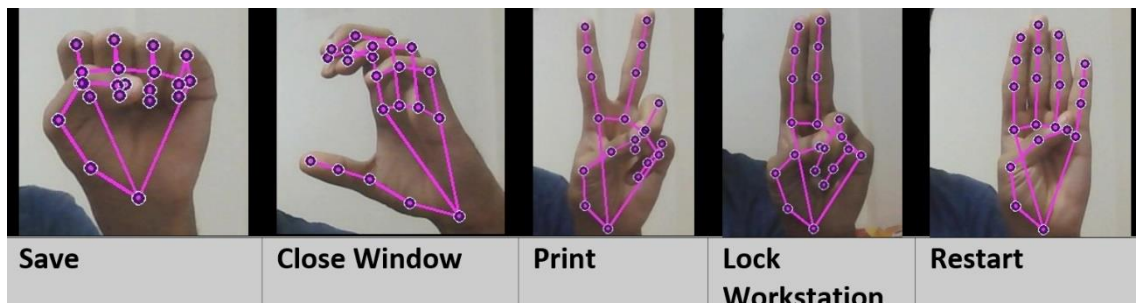 Save
Close Window
Print
Lock
Workstation
Restart